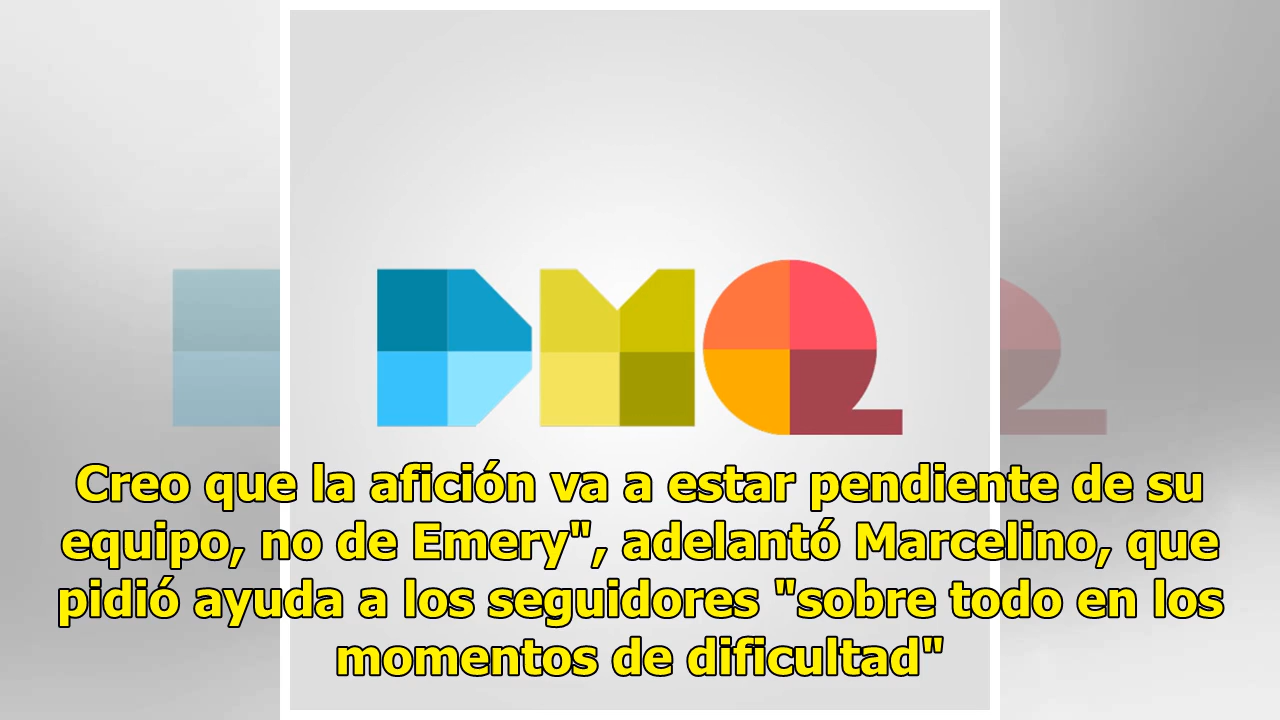 DMQ
Creo que la afición va a estar pendiente de su
equipo, no de Emery", adelantó Marcelino, que
pidió ayuda a los seguidores "sobre todo en los
momentos de dificultad"